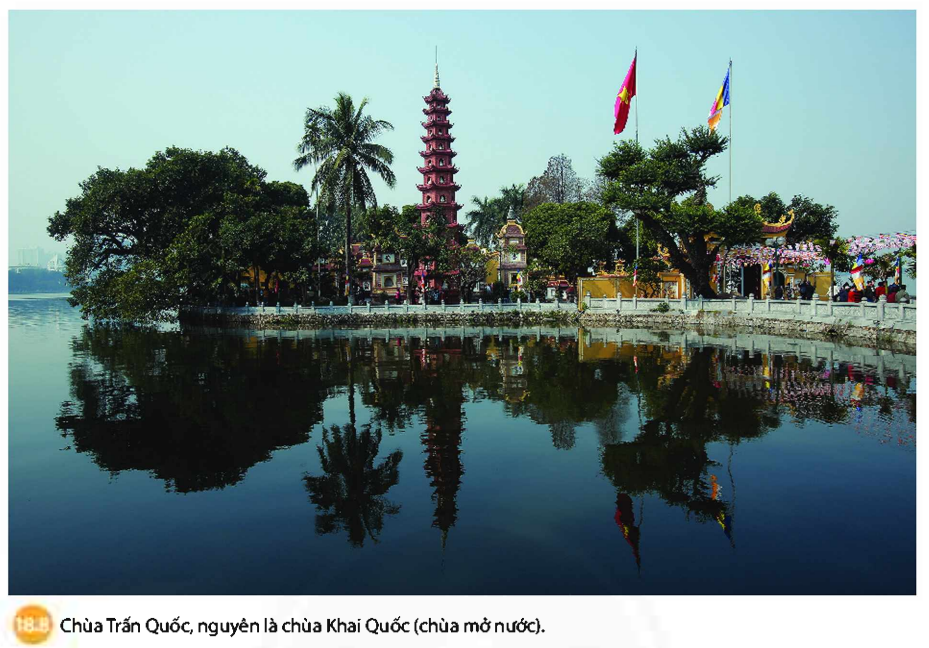 18.8 Chùa Trấn Quốc, nguyên là chùa Khai Quốc (chùa mở nước).